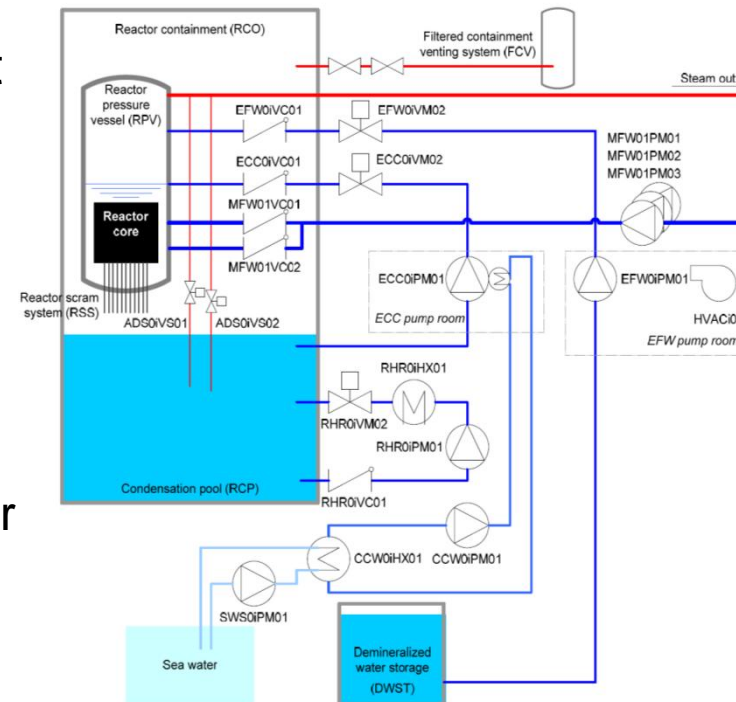 t
r
Reactor containment (RCO)
Filtered containment
venting system (FCV)
Steam out
Reactor
pressure
vessel (RPV)
EFW0iVC01
EFW0iVM02
MFW01PM01
MFW01PM02
MFW01PM03
ECC0iVC01
ECC0iVM02
MFW01VC01
Reactor
core
MFW01VC02
ECC0iPM01
EFW0iPM01
Reactor scram
system (RSS)
HVACi0
ADS0iVS01
ADS0iVS02
ECC pump room
EFW pump room
RHR0iHX01
RHR0iVM02
RHR0iPM01
Condensation pool (RCP)
RHR0iVC01
CCW0iHX01
CCW0iPM01
SWS0iPM01
Sea water
Demineralized
water storage
(DWST)